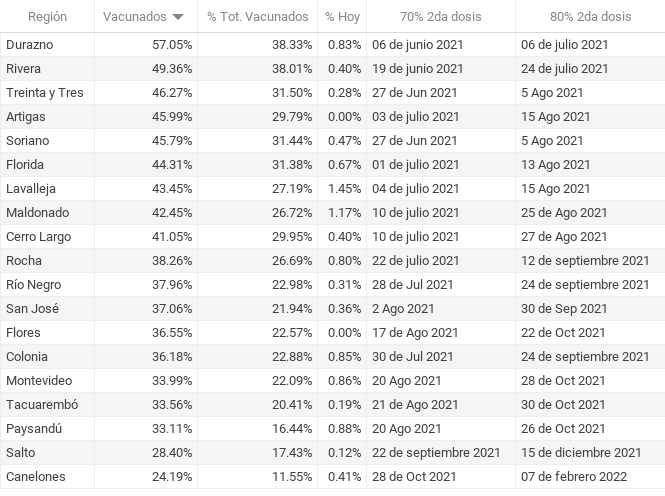 Región Vacunados % Tot. Vacunados % Hoy 70% 2da dosis 80% 2da dosis
Durazno 57.05% 38.33% 0.83% 06 de junio 2021 06 de julio 2021
Rivera 49.36% 38.01% 0.40% 19 de junio 2021 24 de julio 2021
Treinta y Tres 46.27% 31.50% 0.28% 27 de Jun 2021 5 Ago 2021
Artigas 45.99% 29.79% 0.00% 03 de julio 2021 15 Ago 2021
Soriano 45.79% 31.44% 0.47% 27 de Jun 2021 5 Ago 2021
Florida 44.31% 31.38% 0.67% 01 de julio 2021 13 Ago 2021
Lavalleja 43.45% 27.19% 1.45% 04 de julio 2021 15 Ago 2021
Maldonado 42.45% 26.72% 1.17% 10 de julio 2021 25 de Ago 2021
Cerro Largo 41.05% 29.95% 0.40% 10 de julio 2021 27 de Ago 2021
Rocha 38.26% 26.69% 0.80% 22 de julio 2021 12 de septiembre 2021
Río Negro 37.96% 22.98% 0.31% 28 de Jul 2021 24 de septiembre 2021
San José 37.06% 21.94% 0.36% 2 Ago 2021 30 de Sep 2021
Flores 36.55% 22.57% 0.00% 17 de Ago 2021 22 de Oct 2021
Colonia 36.18% 22.88% 0.85% 30 de Jul 2021 24 de septiembre 2021
Montevideo 33.99% 22.09% 0.86% 20 Ago 2021 28 de Oct 2021
Tacuarembó 33.56% 20.41% 0.19% 21 de Ago 2021 30 de Oct 2021
Paysandú 33.11% 16.44% 0.88% 20 Ago 2021 26 de Oct 2021
Salto 28.40% 17.43% 0.12% 22 de septiembre 2021 15 de diciembre 2021
Canelones 24.19% 11.55% 0.41% 28 de Oct 2021 07 de febrero 2022